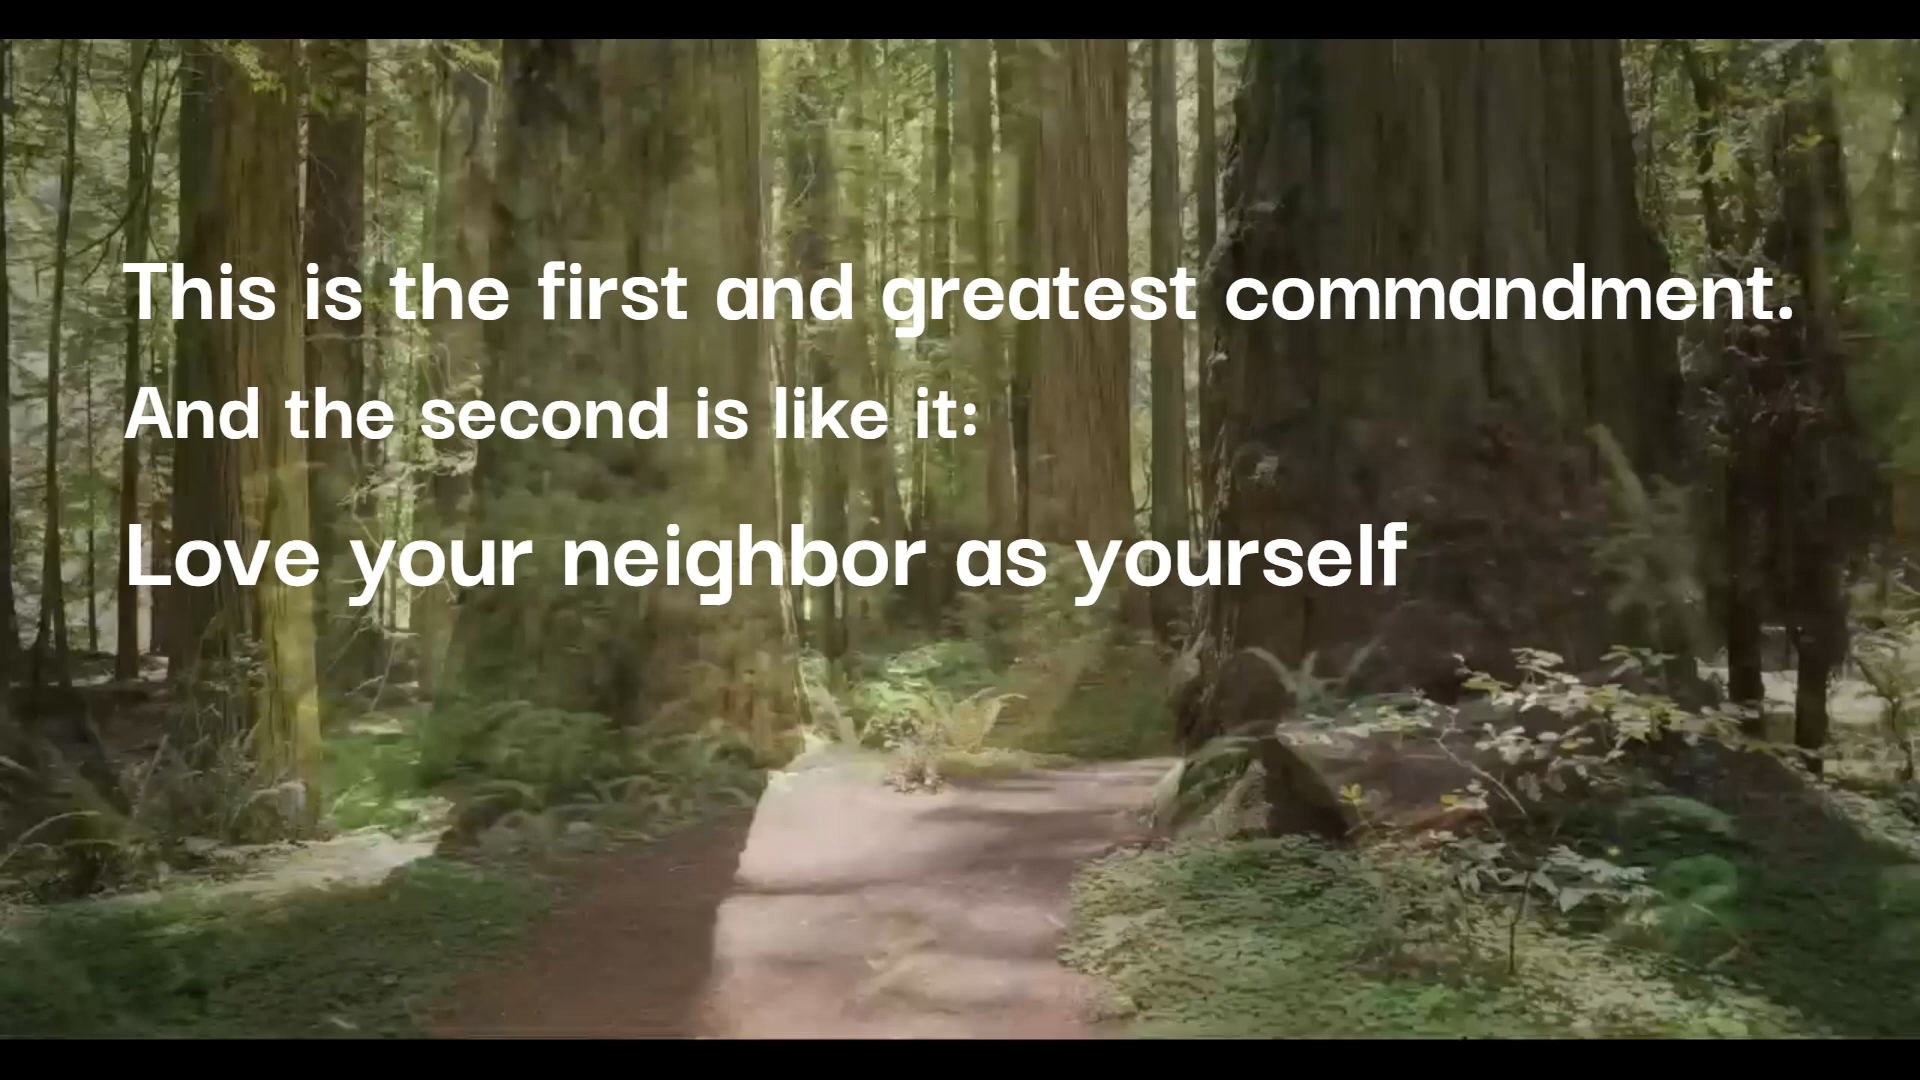 This is the first and greatest commandment.
And the second is like it:
Love your neighbor as yourself